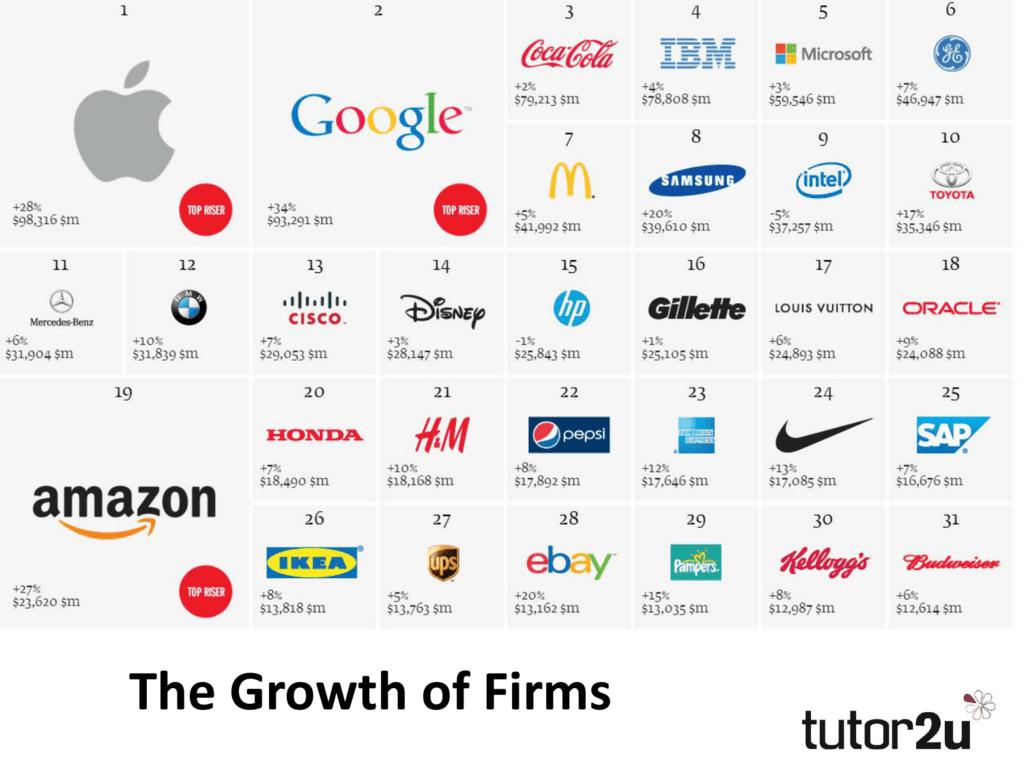 1
+28%
$98,316 $m
TOP RISER
2
Google™
+34%
$93,291 $m
TOP RISER
3
Coca-Cola
+2%
$79,213 $m
4
IBM
+4%
$78,808 $m
5
Microsoft
+3%
$59,546 $m
6
GE
+7%
$46,947 $m
7
M
+5%
$41,992 $m
8
SAMSUNG
+20%
$39,610 $m
9
intel
-5%
$37,257 $m
10
TOYOTA
+17%
$35,346 $m
11
Mercedes-Benz
+6%
$31,904 $m
12
BMW
+10%
$31,839 $m
13
CISCO
+7%
$29,053 $m
14
Disney
+3%
$28,147 $m
15
hp
-1%
$25,843 $m
16
Gillette
+1%
$25,105 $m
17
LOUIS VUITTON
+6%
$24,893 $m
18
ORACLE
+9%
$24,088 $m
19
amazon
+27%
$23,620 $m
TOP RISER
20
HONDA
+7%
$18,490 $m
21
H&M
+10%
$18,168 $m
22
pepsi
+8%
$17,892 $m
23
AMERICAN
EXPRESS
+12%
$17,646 $m
24
+13%
$17,085 $m
25
SAP
+7%
$16,676 $m
26
IKEA®
+8%
$13,818 $m
27
ups
+5%
$13,763 $m
28
ebay™
+20%
$13,162 $m
29
Pampers
+15%
$13,035 $m
30
Kellogg's
+8%
$12,987 $m
31
Budweiser
+6%
$12,614 $m
The Growth of Firms
tutor2u